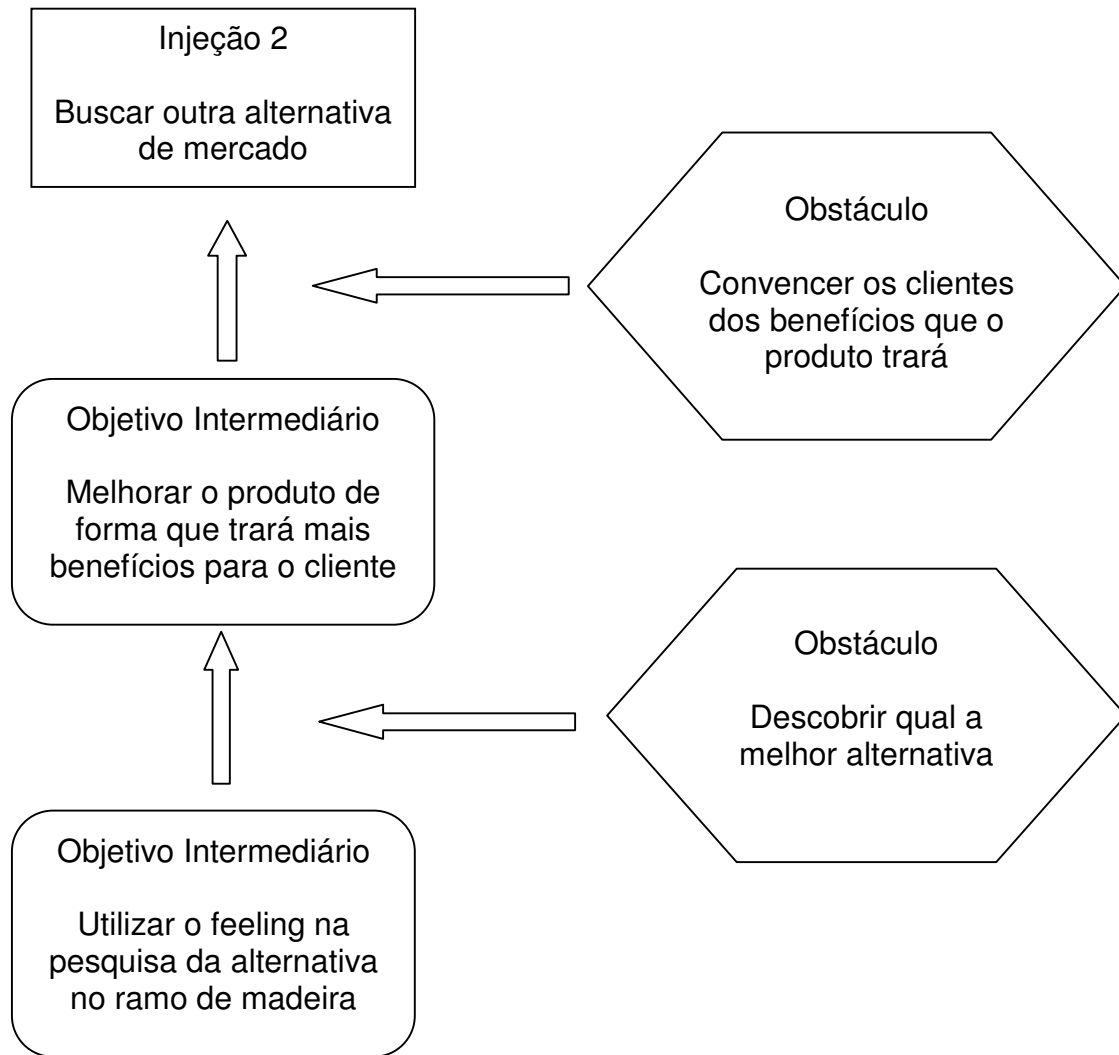 Injeção 2
Buscar outra alternativa
de mercado
Obstáculo
Convencer os clientes
dos benefícios que o
produto trará
Objetivo Intermediário
Melhorar o produto de
forma que trará mais
benefícios para o cliente
Obstáculo
Descobrir qual a
melhor alternativa
Objetivo Intermediário
Utilizar o feeling na
pesquisa da alternativa
no ramo de madeira